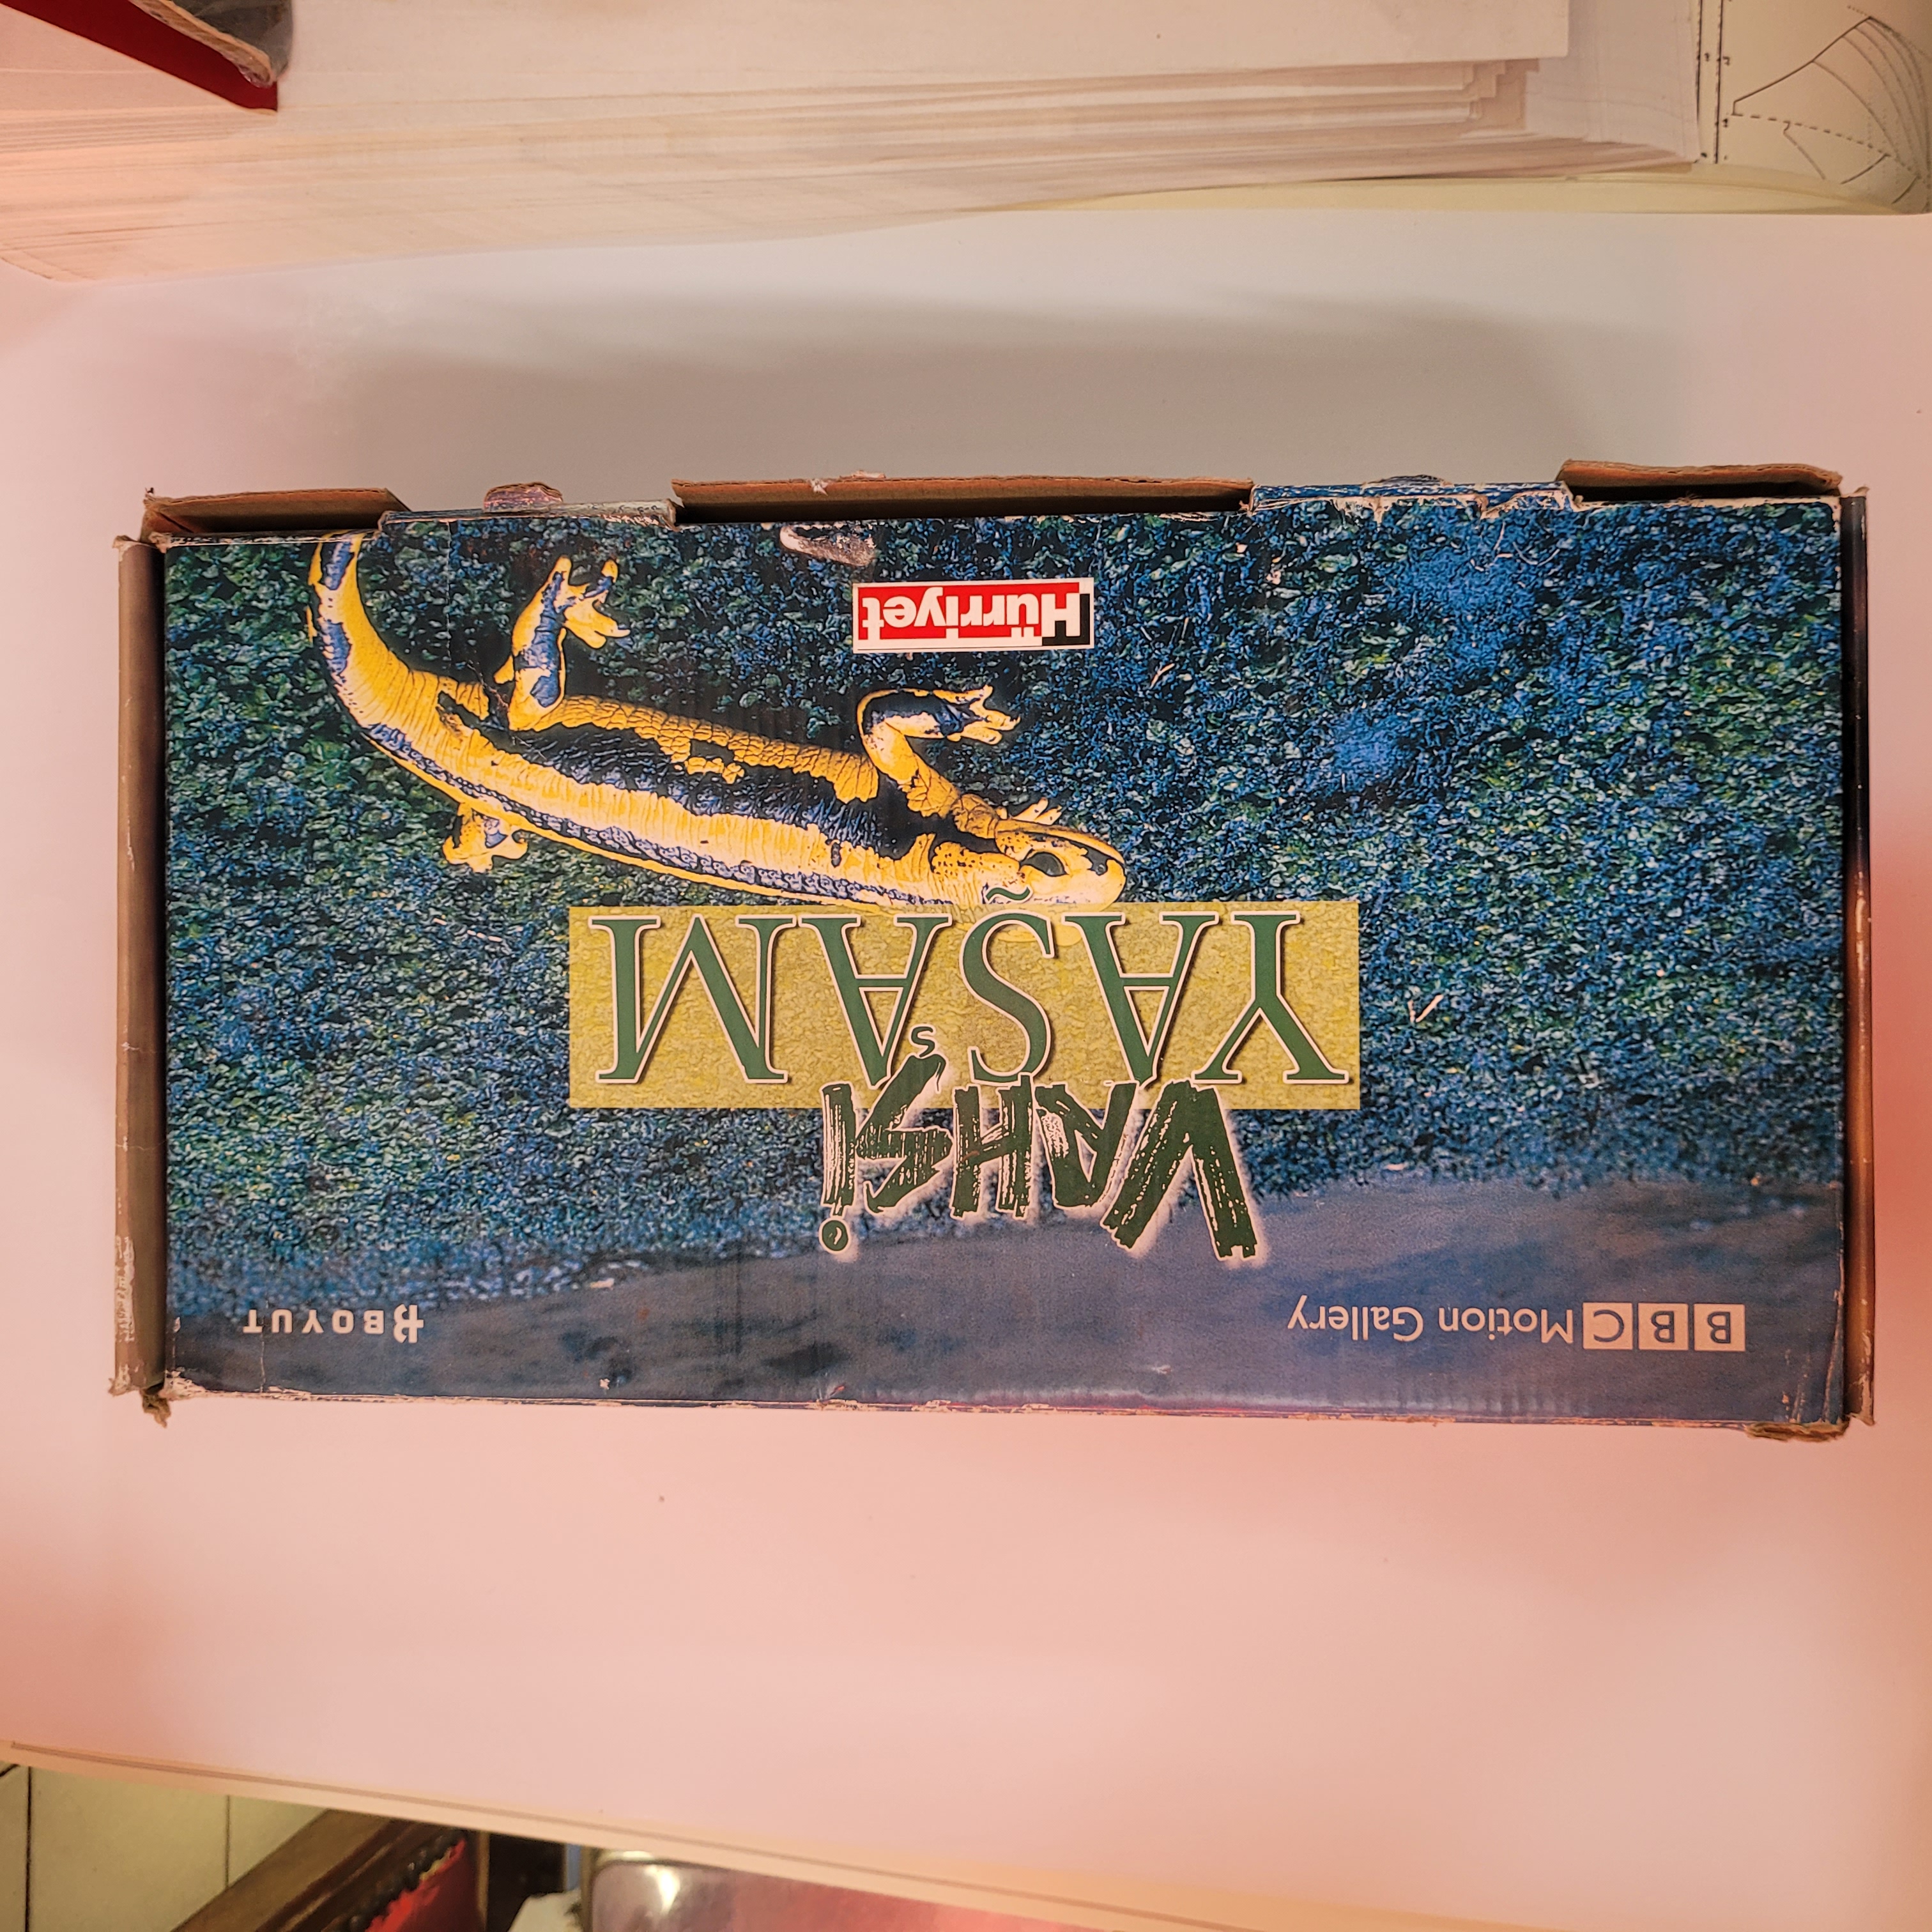 BBC Motion Gallery
BOYUT
VAHŞi
YAŞAM
Hürriyet